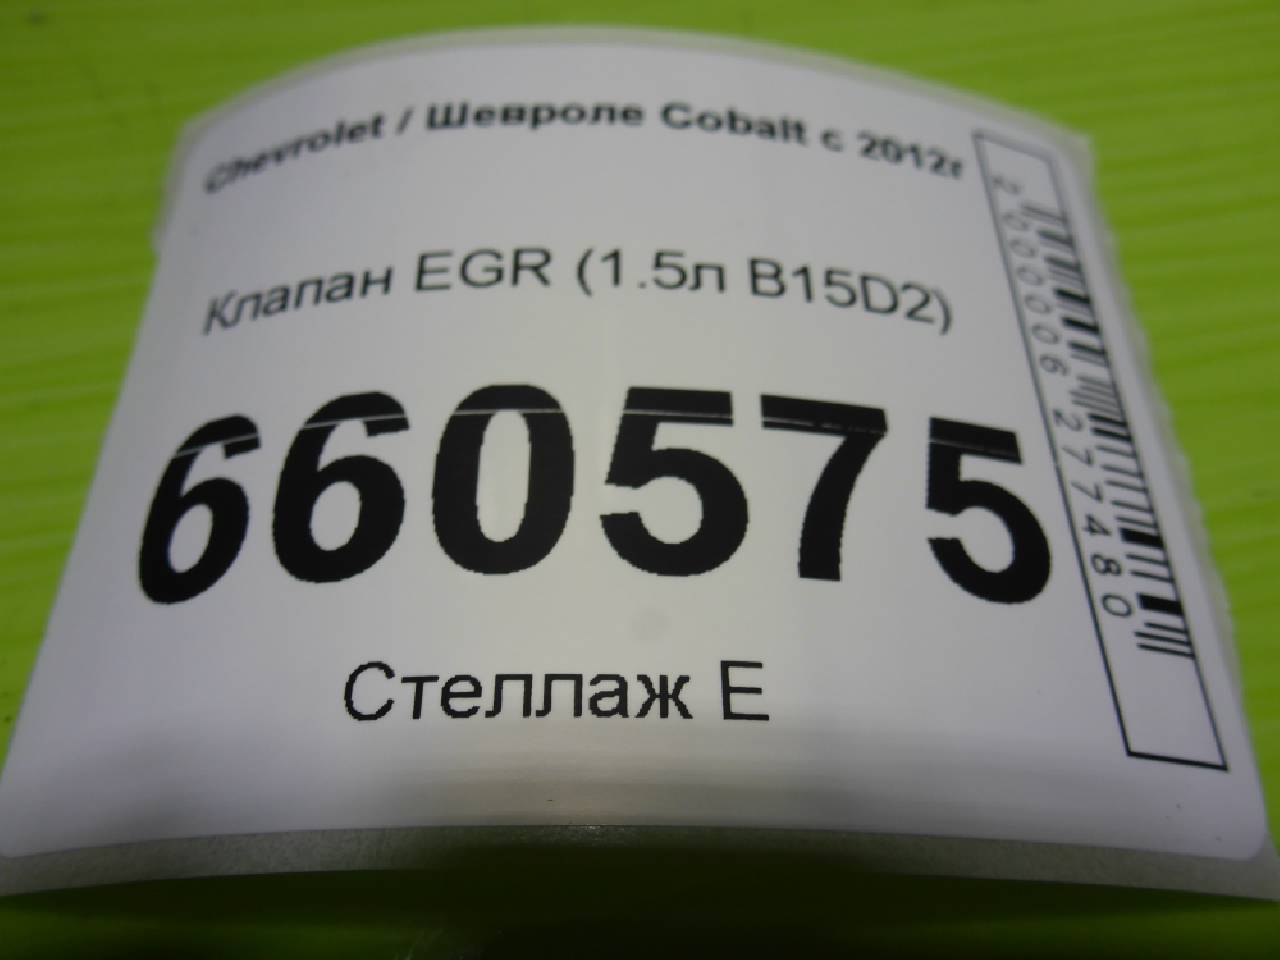 Chevrolet / Шевроле Cobalt с 2012г
Клапан EGR (1.5л B15D2)
660575
Стеллаж Е
2000006277480